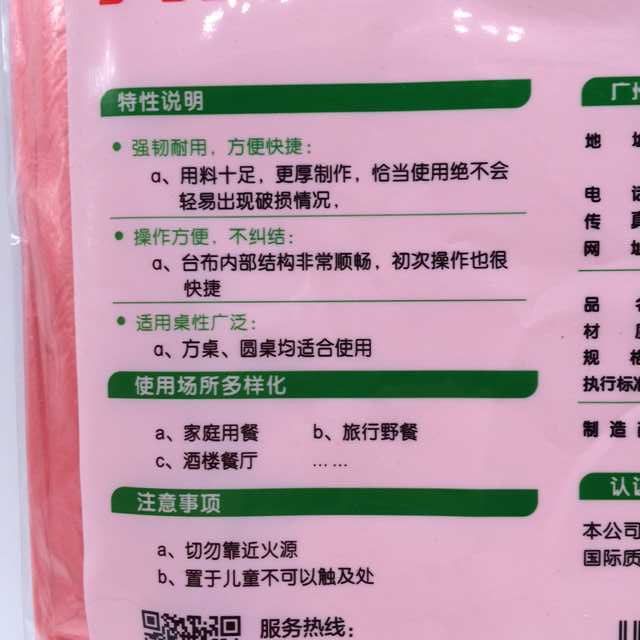 特性说明
强韧耐用，方便快捷：
a、用料十足，更厚制作，恰当使用绝不会
轻易出现破损情况，
操作方便，不纠结：
a、台布内部结构非常顺畅，初次操作也很
快捷
适用桌性广泛：
a、方桌、圆桌均适合使用
使用场所多样化
a、家庭用餐 b、旅行野餐
c、酒楼餐厅 ……
注意事项
a、切勿靠近火源
b、置于儿童不可以触及处
服务热线：
广
地
电
传
网
品
材
规
执行标准
制 造
认
本公司
国际质